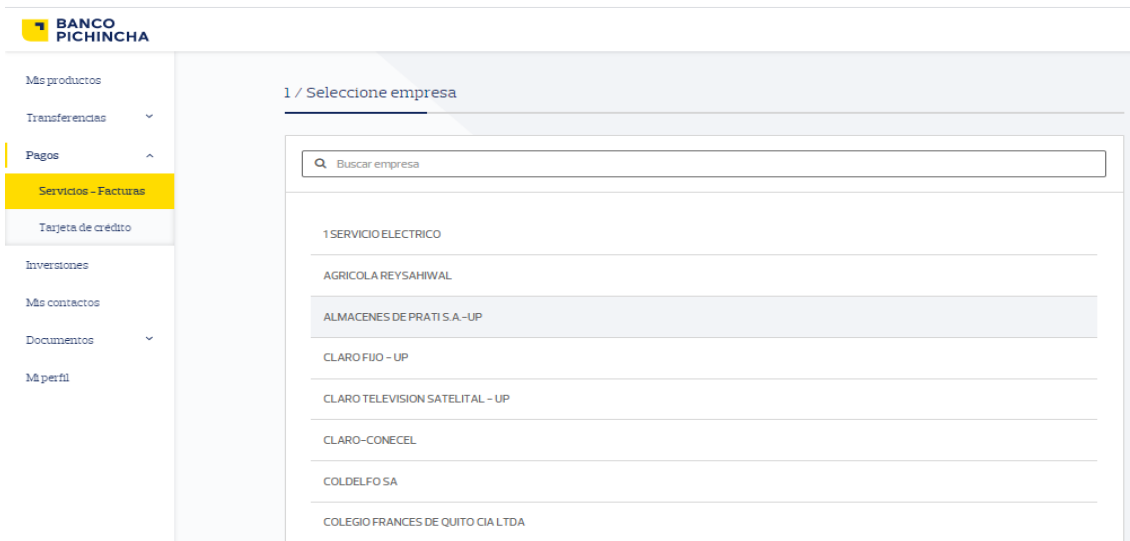 BANCO
PICHINCHA
Mis productos
Transferencias
Pagos
Servicios - Facturas
Tarjeta de crédito
Inversiones
Mis contactos
Documentos
Mi perfil
1 / Seleccione empresa
Buscar empresa
1 SERVICIO ELECTRICO
AGRICOLA REYSAHIWAL
ALMACENES DE PRATI S.A.-UP
CLARO FIJO - UP
CLARO TELEVISION SATELITAL - UP
CLARO-CONECEL
COLDELFO SA
COLEGIO FRANCES DE QUITO CIA LTDA